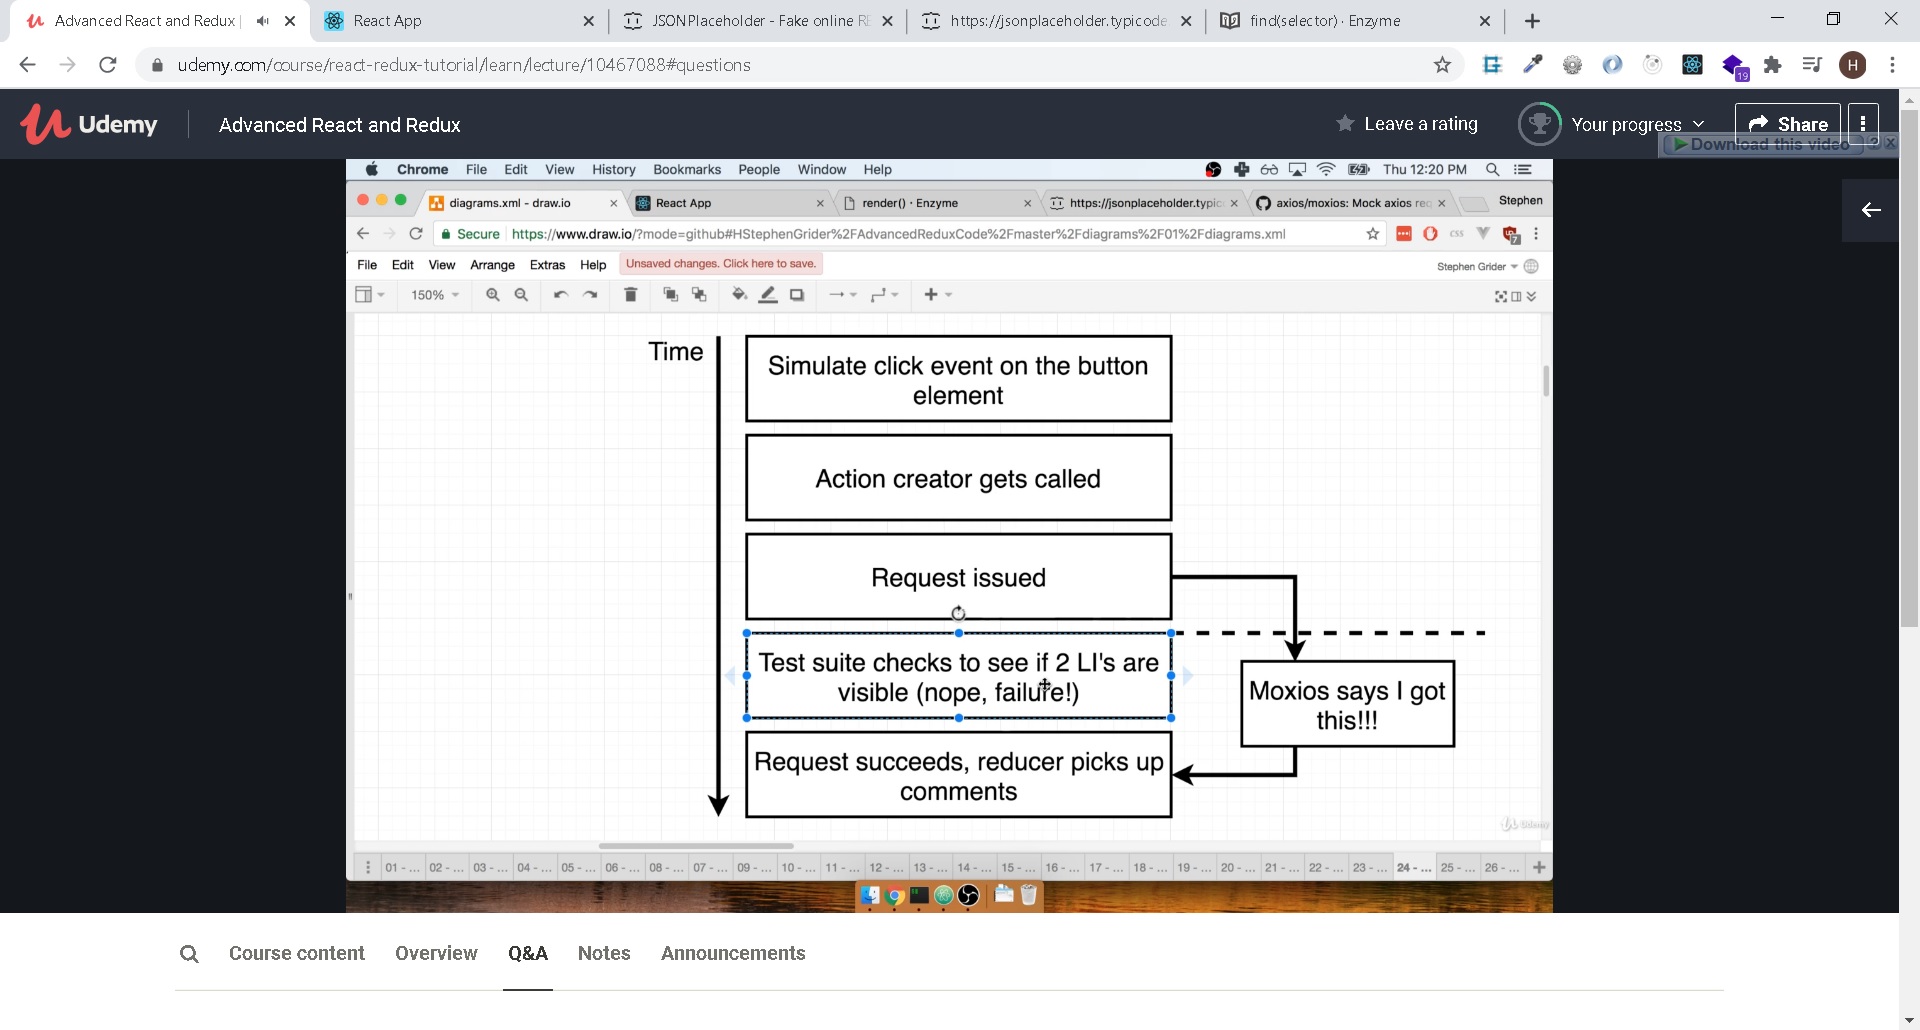 Advanced React and Redux
React App
JSONPlaceholder - Fake online RE
https://jsonplaceholder.typicode
find(selector) · Enzyme
udemy.com/course/react-redux-tutorial/learn/lecture/10467088#questions
19
H
Udemy
Advanced React and Redux
Leave a rating
Your progress
Share
Download this video
Chrome File Edit View History Bookmarks People Window Help
Thu 12:20 PM
diagrams.xml - draw.io
React App
render() · Enzyme
https://jsonplaceholder.typic
axios/moxios: Mock axios req
Stephen
Secure
https://www.draw.io/?mode=github#HStephenGrider%2FAdvancedReduxCode%2Fmaster%2Fdiagrams%2F01%2Fdiagrams.xml
css
7
File Edit View Arrange Extras Help
Unsaved changes. Click here to save.
Stephen Grider
150%
Time
Simulate click event on the button
element
Action creator gets called
Request issued
Test suite checks to see if 2 LI's are
visible (nope, failure!)
Moxios says I got
this!!!
Request succeeds, reducer picks up
comments
Udemy
01 - ... 02 - ... 03 - ... 04 - ... 05 - ... 06 - ... 07 - ... 08 - ... 07 - ... 09 - ... 10 - ... 11 - ... 12 - ... 13 - ... 14 - ... 15 - ... 16 - ... 17 - ... 18 - ... 19 - ... 20 - ... 21 - ... 22 - ... 23 - ... 24 - ... 25 - ... 26 - ...
Course content
Overview
Q&A
Notes
Announcements